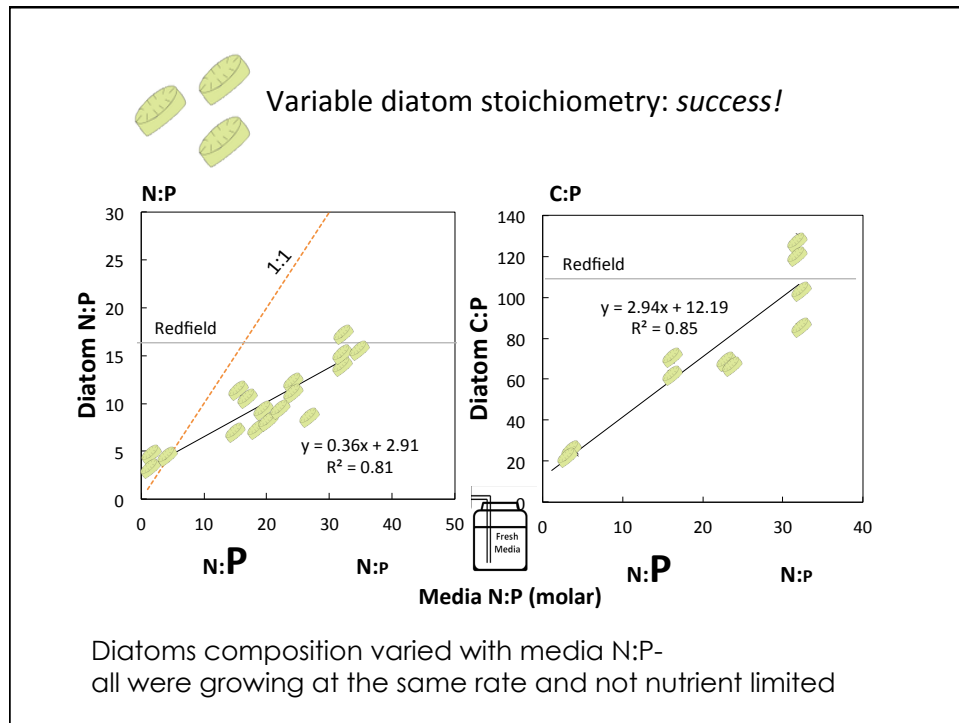 Variable diatom stoichiometry: success!
N:P
Diatom N:P
30
25
20
15
10
5
0
0 10 20 30 40 50
1:1
Redfield
y = 0.36x + 2.91
R² = 0.81
N:P
N:P
C:P
Diatom C:P
140
120
100
80
60
40
20
0
0 10 20 30 40
Redfield
y = 2.94x + 12.19
R² = 0.85
N:P
N:P
Fresh
Media
Media N:P (molar)
Diatoms composition varied with media N:P-
all were growing at the same rate and not nutrient limited